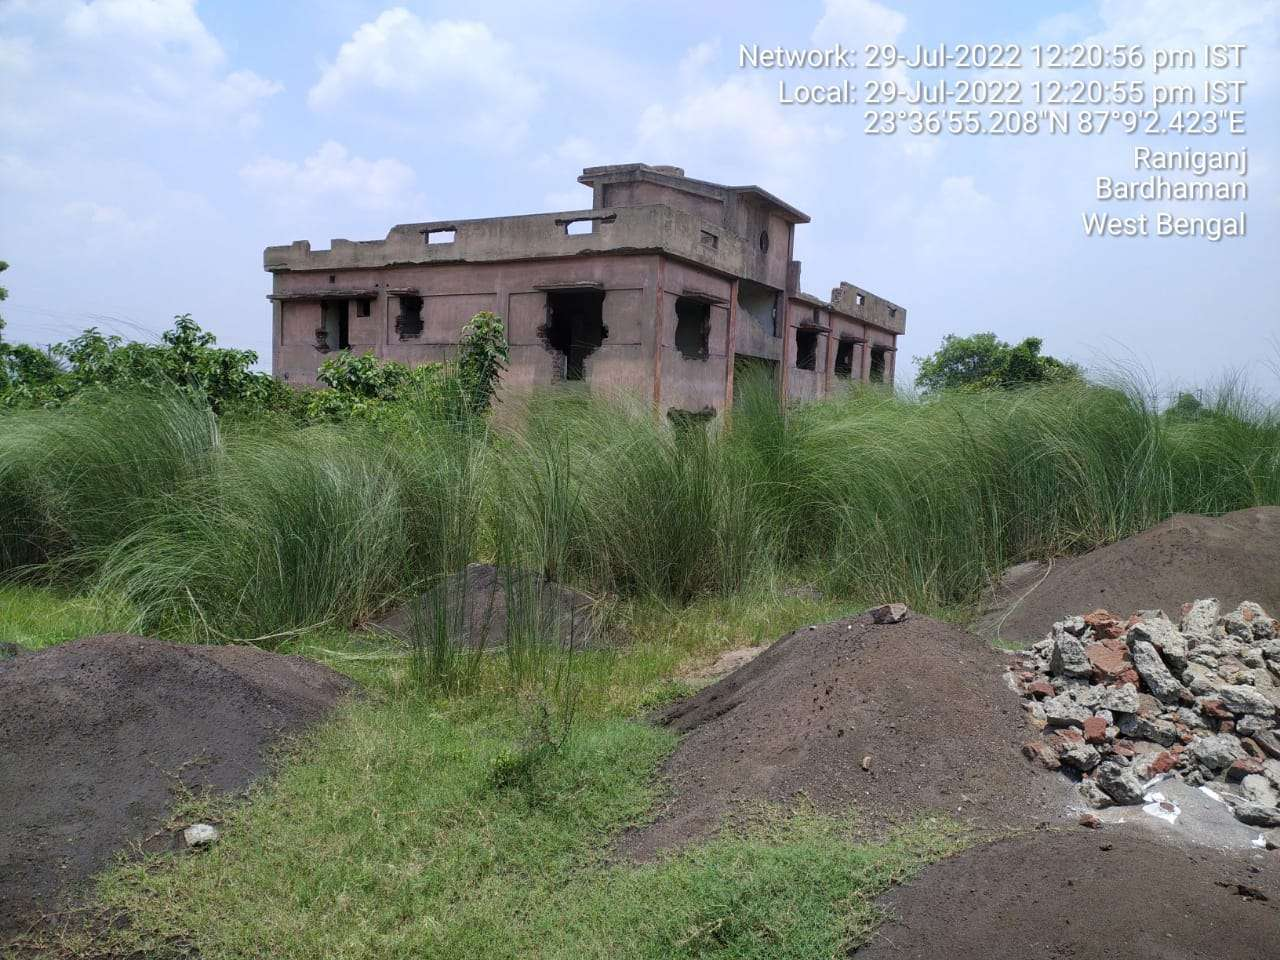 Network: 29-Jul-2022 12:20:56 pm IST
Local: 29-Jul-2022 12:20:55 pm IST
23°36'55.208"N 87°9'2.423"E
Raniganj
Bardhaman
West Bengal